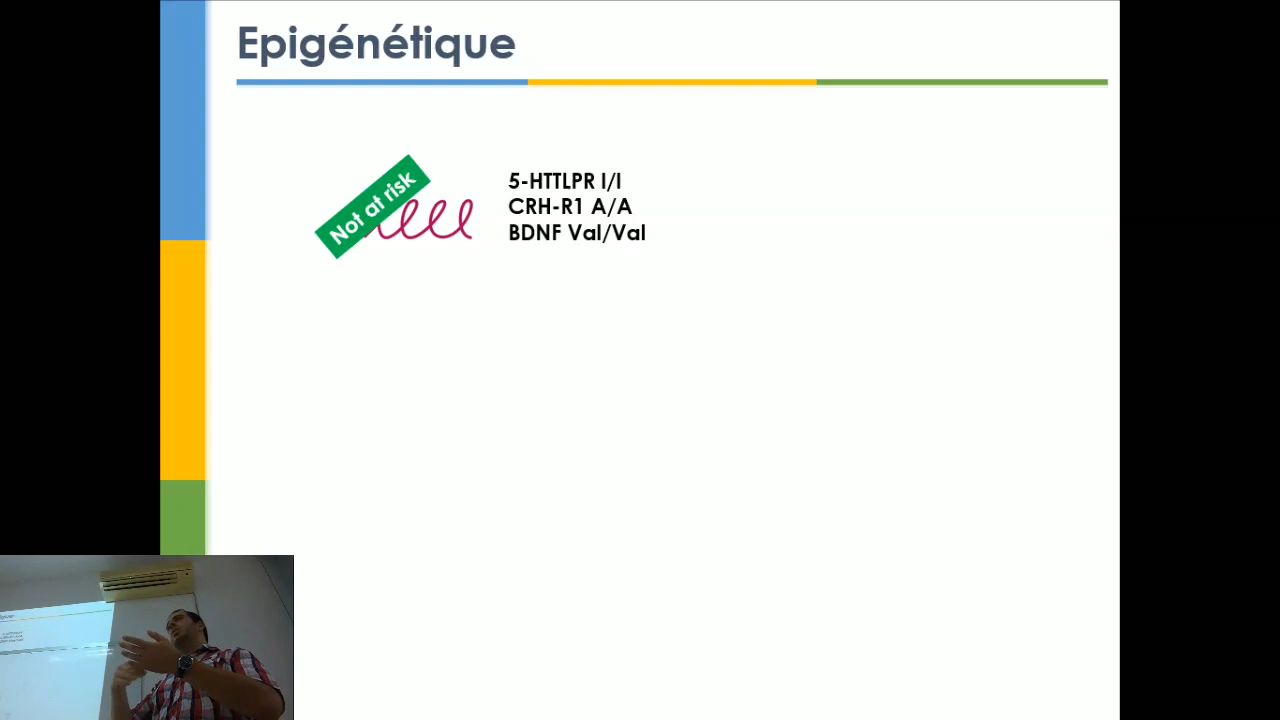 Epigénétique
Not at risk
5-HTTLPR I/I
CRH-R1 A/A
BDNF Val/Val